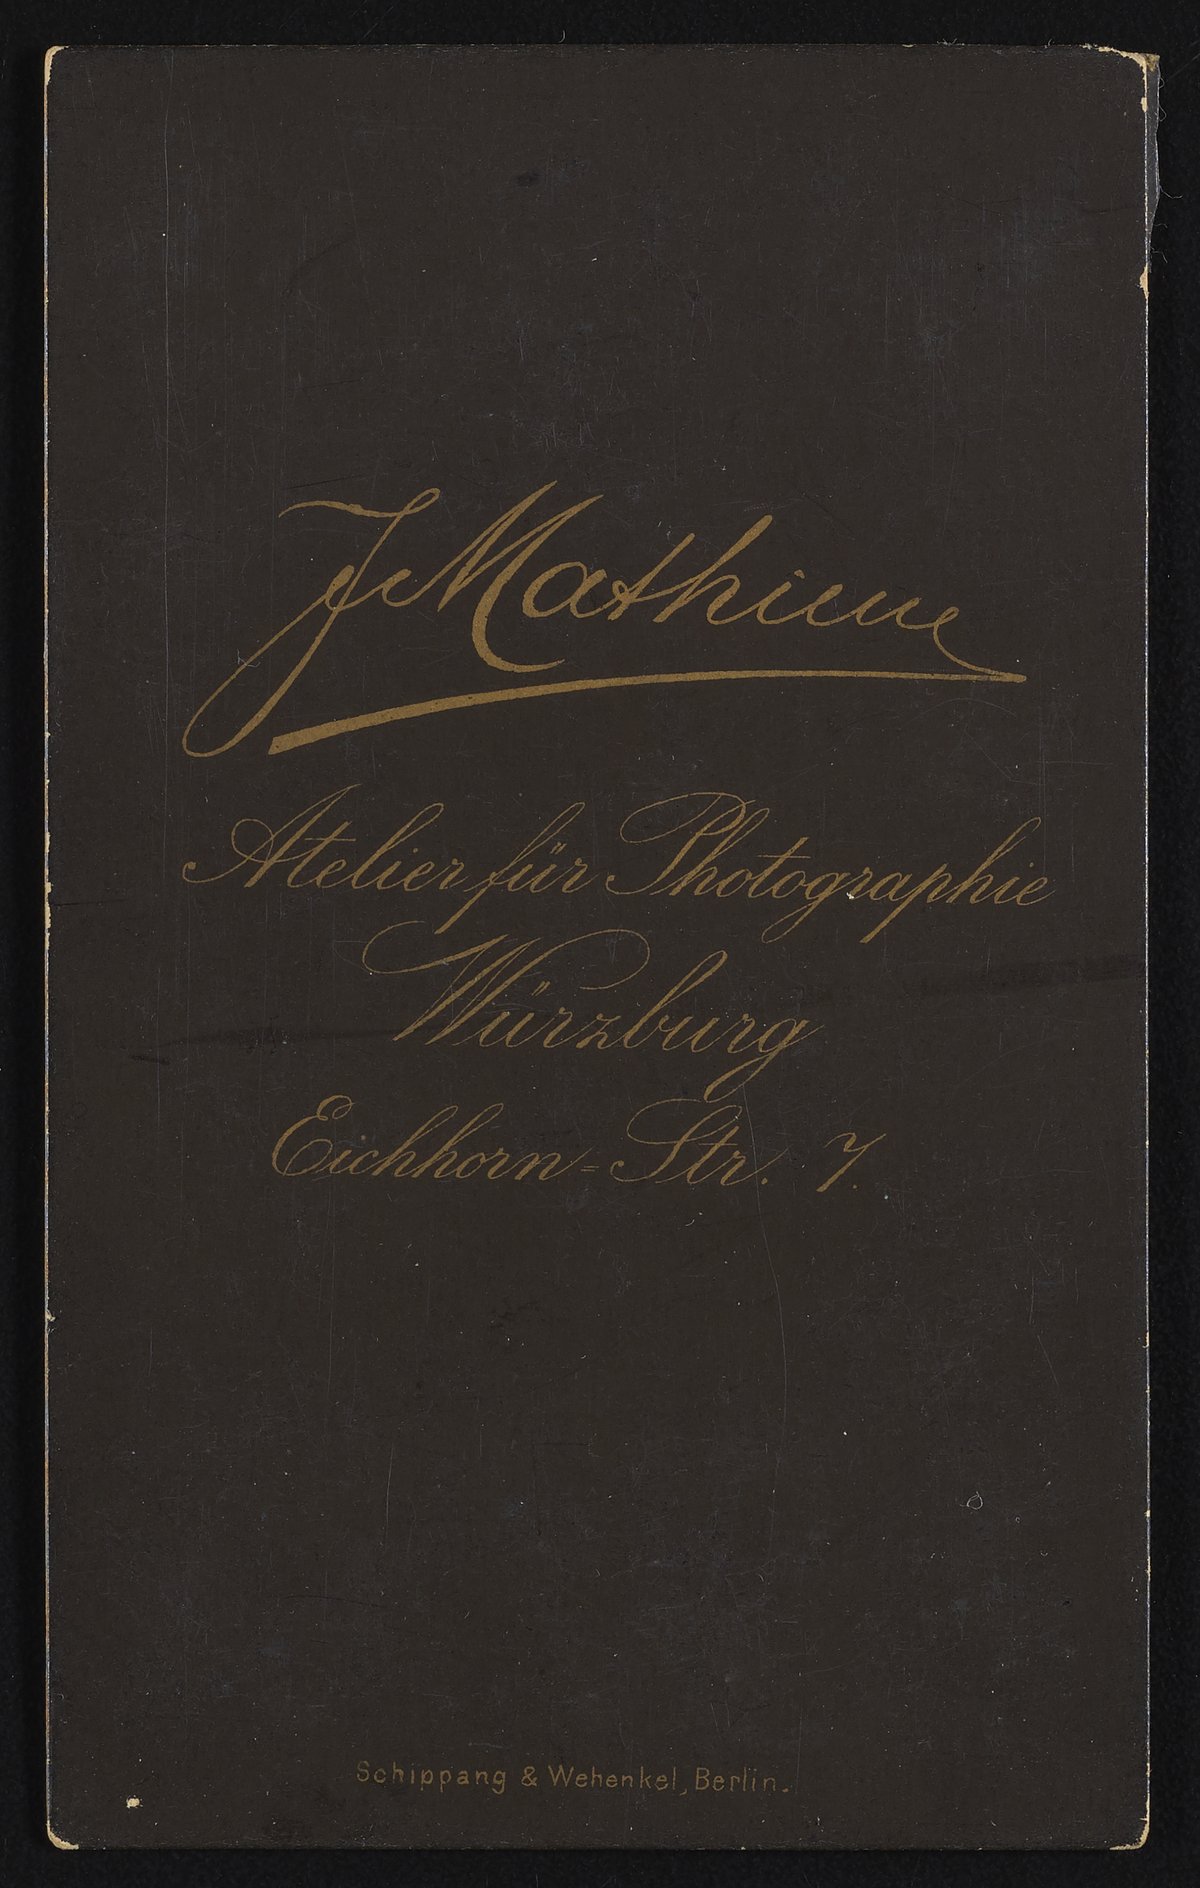 J Mathieu
Atelier für Photographie
Würzburg
Eichhorn=Str. 7.
Schippang & Wehenkel, Berlin.